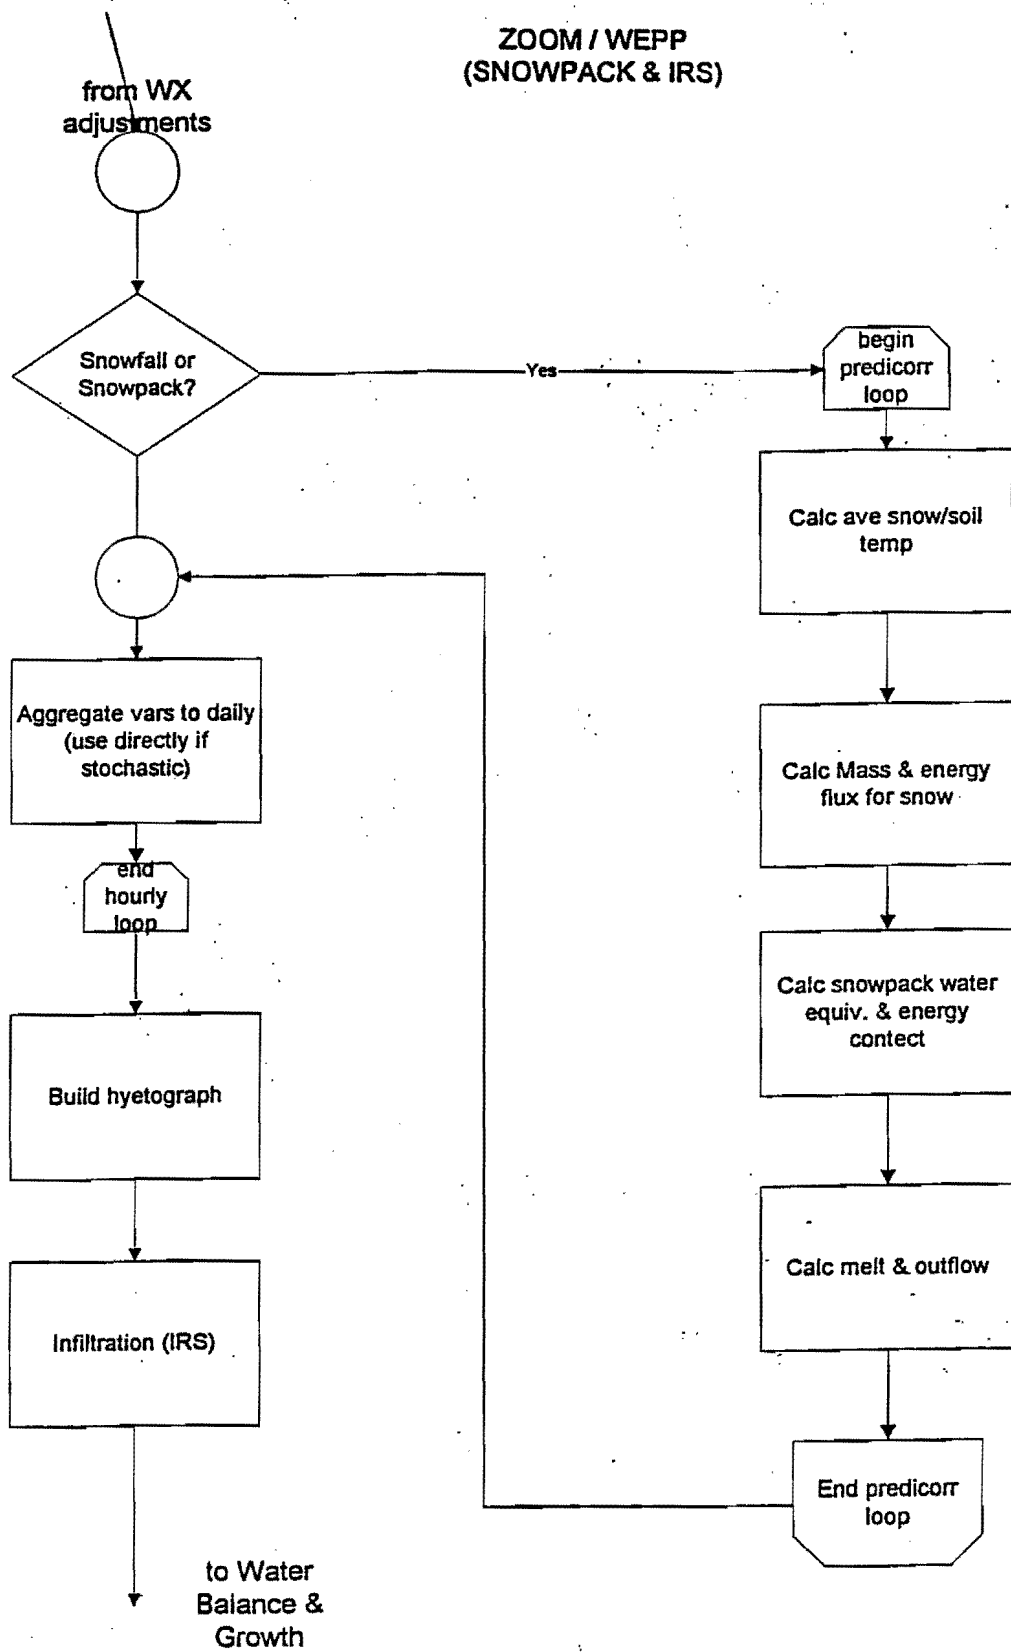 ZOOM / WEPP
(SNOWPACK & IRS)
from WX
adjustments
Snowfall or
Snowpack?
Yes
begin
predicorr
loop
Calc ave snow/soil
temp
Calc Mass & energy
flux for snow
Calc snowpack water
equiv. & energy
contect
Calc melt & outflow
End predicorr
loop
Aggregate vars to daily
(use directly if
stochastic)
end
hourly
loop
Build hyetograph
Infiltration (IRS)
to Water
Balance &
Growth